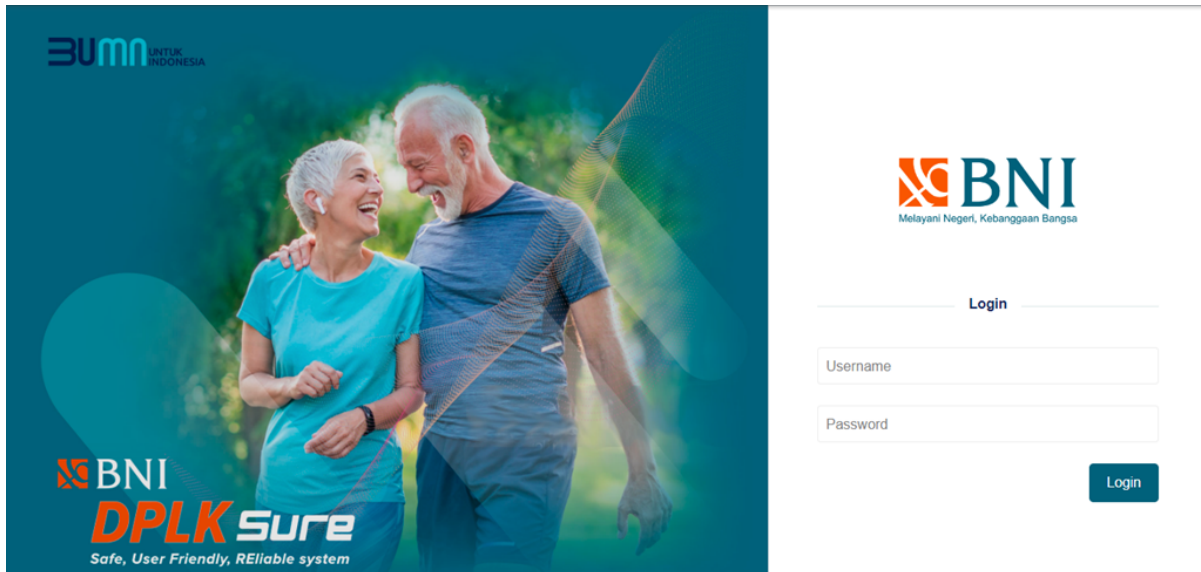 BUMN UNTUK
INDONESIA
BNI
DPLK Sure
Safe, User Friendly, REliable system
BNI
Melayani Negeri, Kebanggaan Bangsa
Login
Username
Password
Login